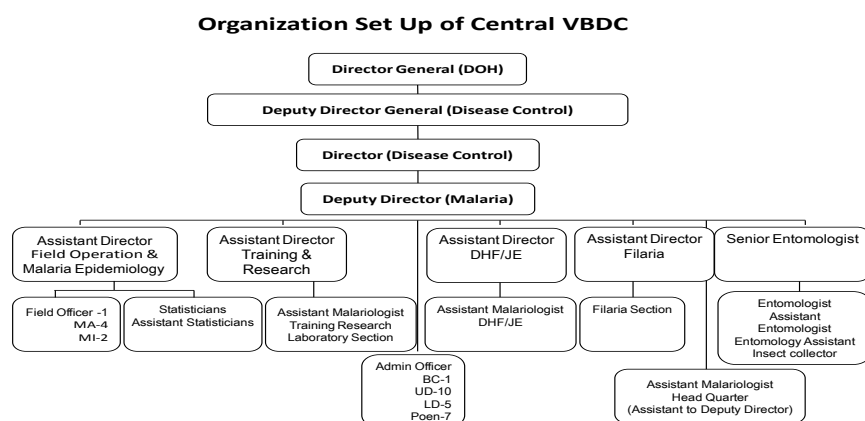 Organization Set Up of Central VBDC
Director General (DOH)
Deputy Director General (Disease Control)
Director (Disease Control)
Deputy Director (Malaria)
Assistant Director
Field Operation &
Malaria Epidemiology
Assistant Director
Training &
Research
Assistant Director
DHF/JE
Assistant Director
Filaria
Senior Entomologist
Field Officer -1
MA-4
MI-2
Statisticians
Assistant Statisticians
Assistant Malariologist
Training Research
Laboratory Section
Assistant Malariologist
DHF/JE
Filaria Section
Entomologist
Assistant
Entomologist
Entomology Assistant
Insect collector
Admin Officer
BC-1
UD-10
LD-5
Poen-7
Assistant Malariologist
Head Quarter
(Assistant to Deputy Director)